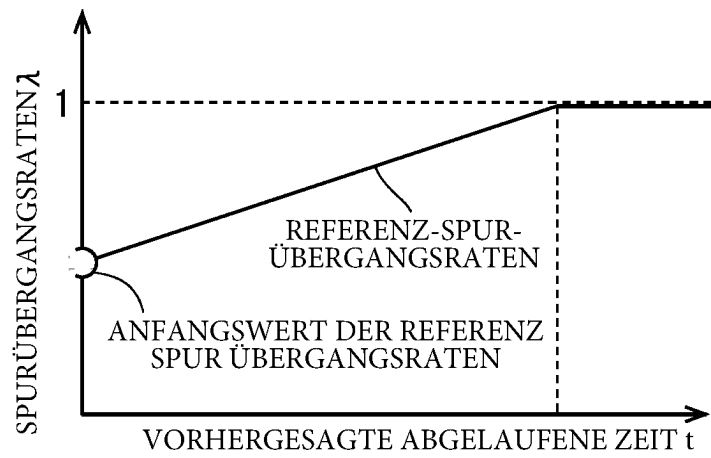 SPURÜBERGANGSRATEN λ
1
REFERENZ-SPUR-
ÜBERGANGSRATEN
ANFANGSWERT DER REFERENZ
SPUR ÜBERGANGSRATEN
VORHERGESAGTE ABGELAUFENE ZEIT t